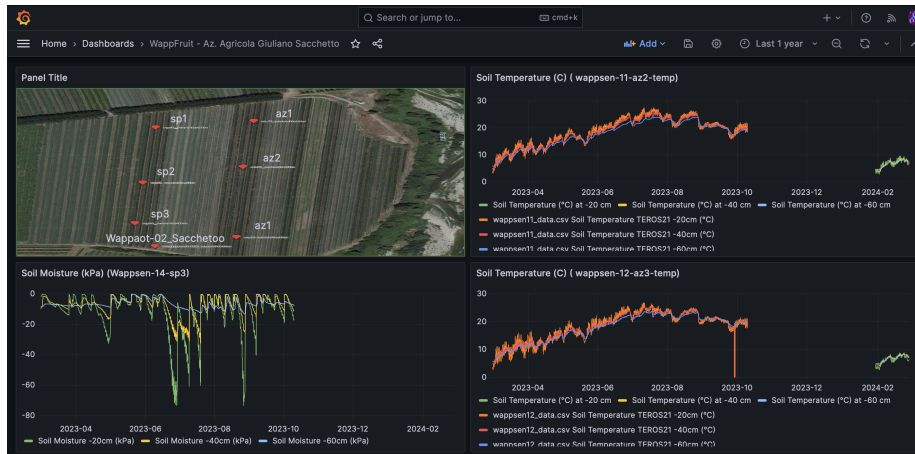 Search or jump to...
cmd+k
Home › Dashboards › WappFruit - Az. Agricola Giuliano Sacchetto
Add
Last 1 year
Panel Title
sp1
az1
sp2
az2
sp3
az1
Wappaot-02_Sacchetoo
Soil Temperature (C) ( wappsen-11-az2-temp)
30
20
10
0
2023-04 2023-06 2023-08 2023-10 2023-12 2024-02
Soil Temperature (°C) at -20 cm Soil Temperature (°C) at -40 cm Soil Temperature (°C) at -60 cm
wappsen11_data.csv Soil Temperature TEROS21 -20cm (°C)
wappsen11_data.csv Soil Temperature TEROS21 -40cm (°C)
wappsen11_data.csv Soil Temperature TEROS21 -60cm (°C)
Soil Moisture (kPa) (Wappsen-14-sp3)
0
-20
-40
-60
-80
2023-04 2023-06 2023-08 2023-10 2023-12 2024-02
Soil Moisture -20cm (kPa) Soil Moisture -40cm (kPa) Soil Moisture -60cm (kPa)
Soil Temperature (C) ( wappsen-12-az3-temp)
30
20
10
0
2023-04 2023-06 2023-08 2023-10 2023-12 2024-02
Soil Temperature (°C) at -20 cm Soil Temperature (°C) at -40 cm Soil Temperature (°C) at -60 cm
wappsen12_data.csv Soil Temperature TEROS21 -20cm (°C)
wappsen12_data.csv Soil Temperature TEROS21 -40cm (°C)
wappsen12_data.csv Soil Temperature TEROS21 -60cm (°C)